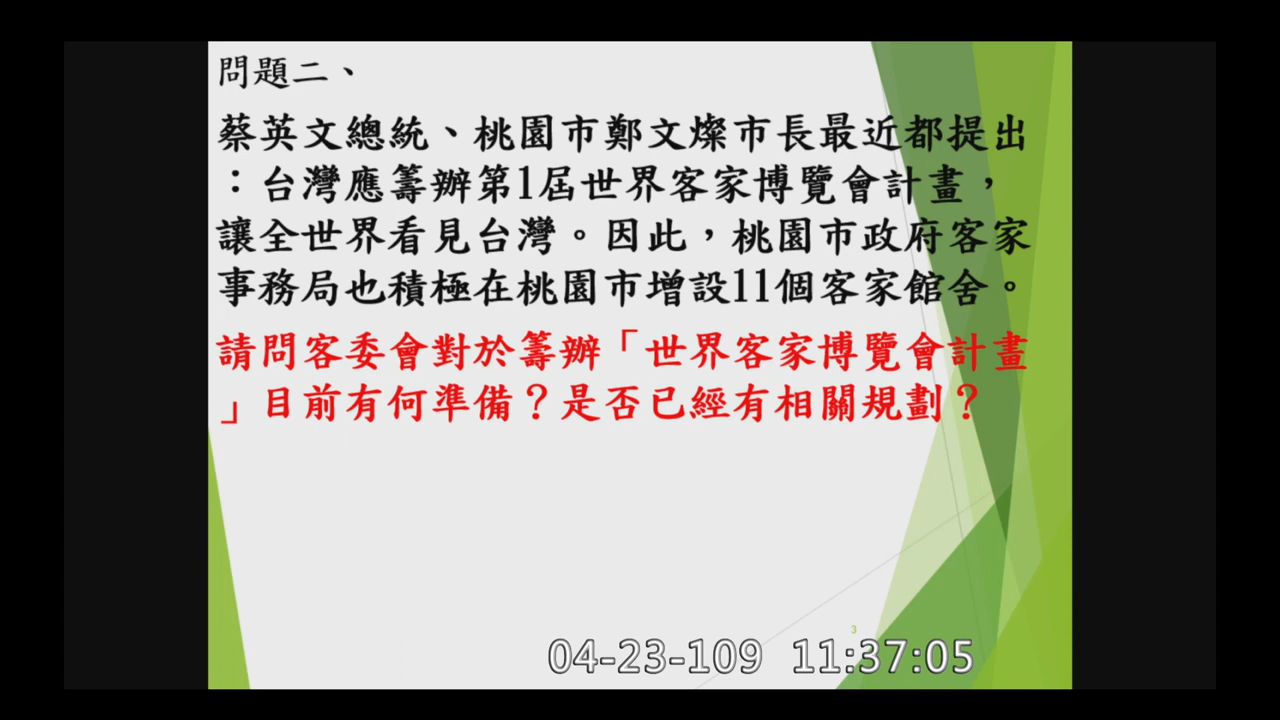 問題二、
蔡英文總統、桃園市鄭文燦市長最近都提出
：台灣應籌辦第1屆世界客家博覽會計畫，
讓全世界看見台灣。因此，桃園市政府客家
事務局也積極在桃園市增設11個客家館舍。
請問客委會對於籌辦「世界客家博覽會計畫
」目前有何準備？是否已經有相關規劃？
3
04-23-109 11:37:05